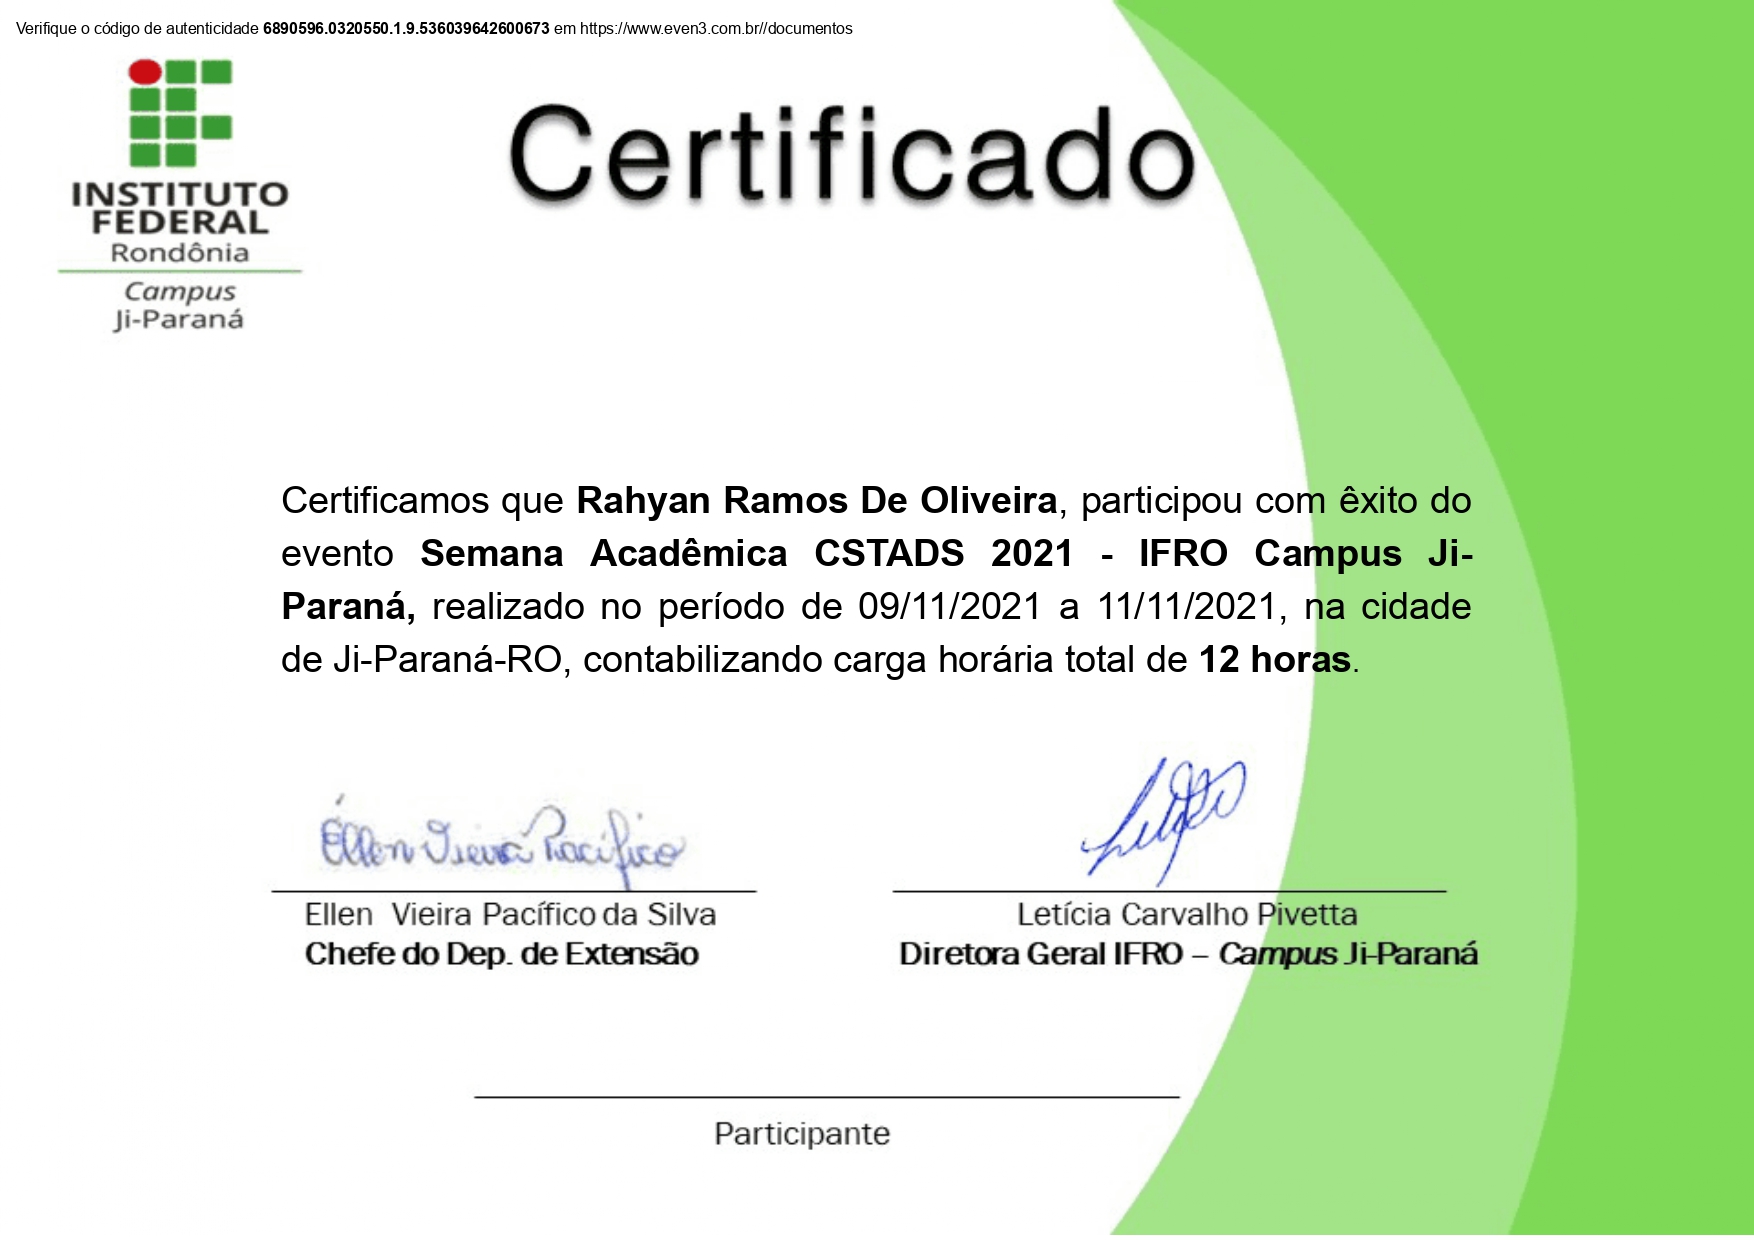 Verifique o código de autenticidade 6890596.0320550.1.9.536039642600673 em https://www.even3.com.br//documentos
INSTITUTO
FEDERAL
Rondônia
Campus
Ji-Paraná
Certificado
Certificamos que Rahyan Ramos De Oliveira, participou com êxito do
evento Semana Acadêmica CSTADS 2021 - IFRO Campus Ji-
Paraná, realizado no período de 09/11/2021 a 11/11/2021, na cidade
de Ji-Paraná-RO, contabilizando carga horária total de 12 horas.
Ellen Vieira Pacífico
Ellen Vieira Pacífico da Silva
Chefe do Dep. de Extensão
Letícia Carvalho Pivetta
Diretora Geral IFRO – Campus Ji-Paraná
Participante